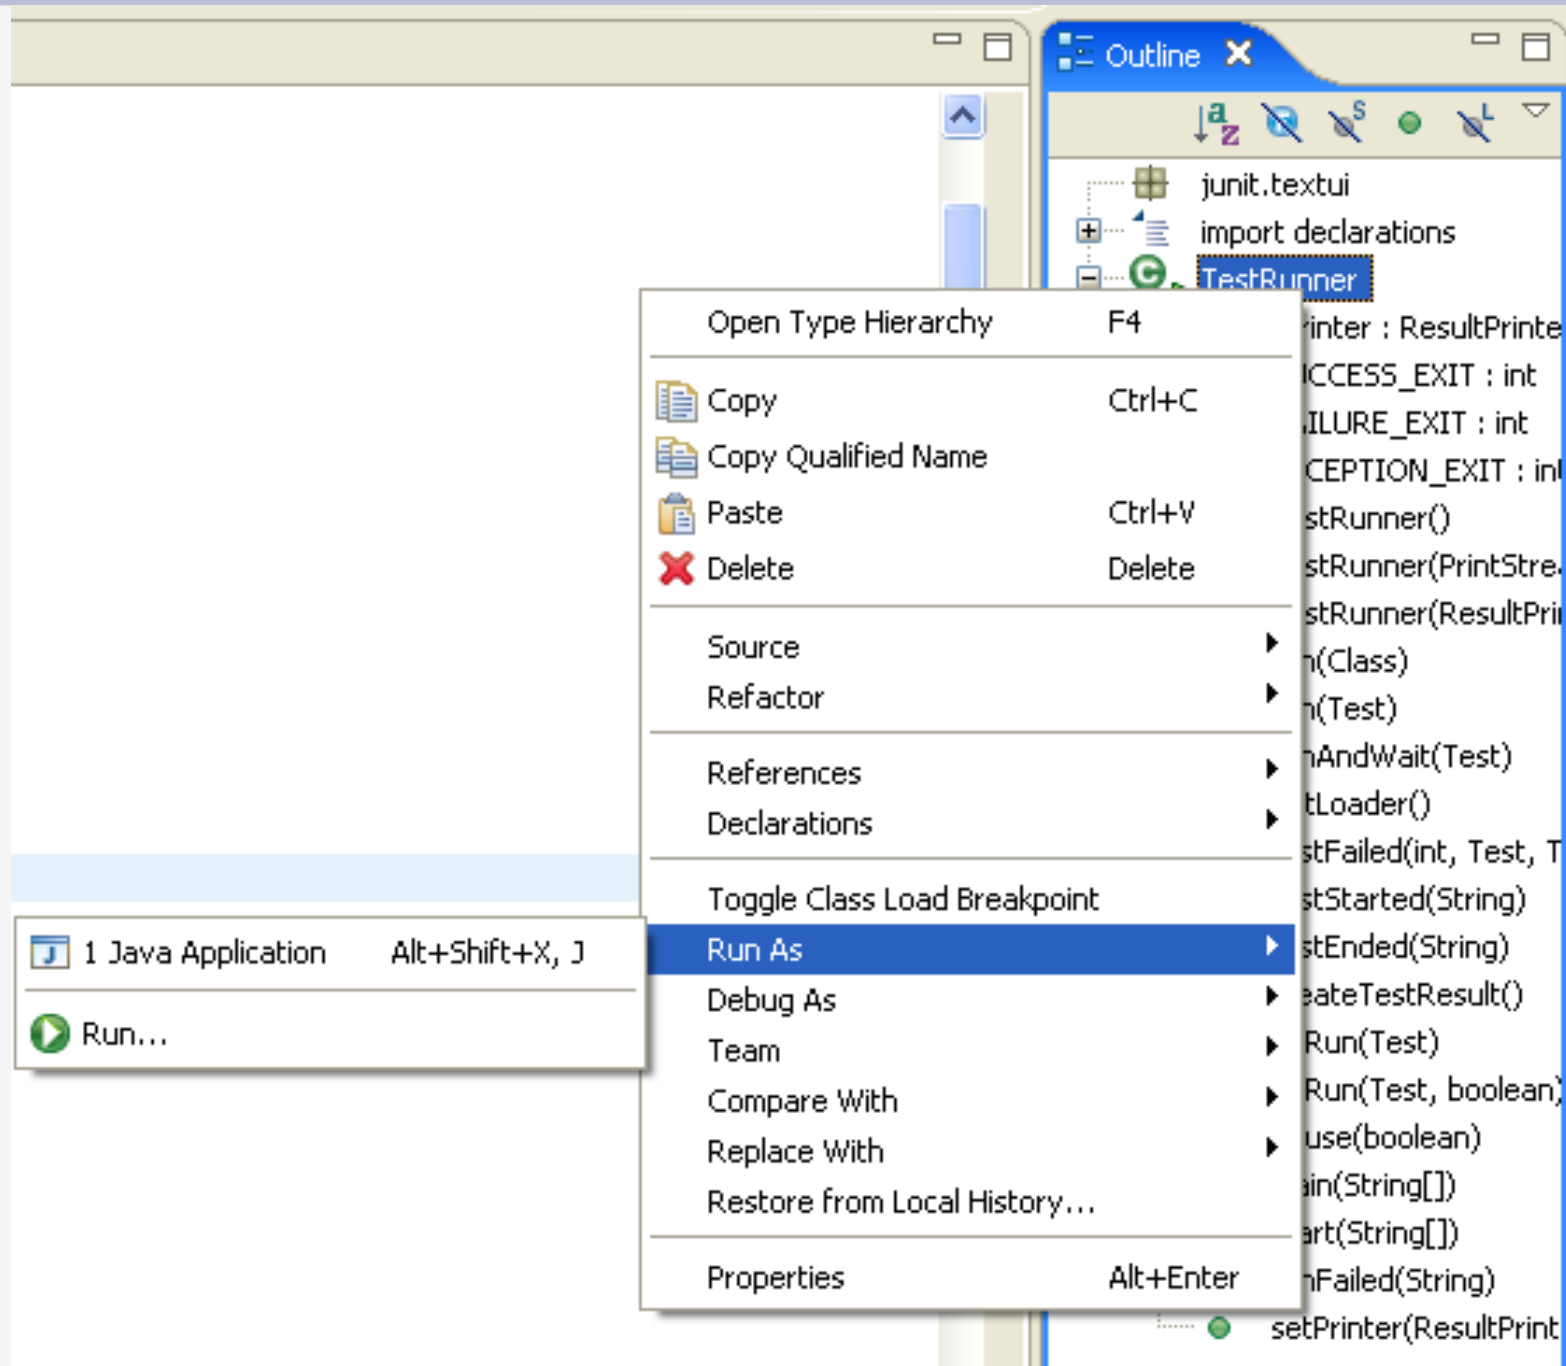 Outline
junit.textui
import declarations
TestRunner
Open Type Hierarchy F4
Copy Ctrl+C
Copy Qualified Name
Paste Ctrl+V
Delete Delete
Source
Refactor
References
Declarations
Toggle Class Load Breakpoint
Run As
Debug As
Team
Compare With
Replace With
Restore from Local History...
Properties Alt+Enter
1 Java Application Alt+Shift+X, J
Run...
inter : ResultPrinte
CCESS_EXIT : int
ILURE_EXIT : int
CEPTION_EXIT : int
stRunner()
stRunner(PrintStre
stRunner(ResultPri
n(Class)
n(Test)
nAndWait(Test)
tLoader()
stFailed(int, Test, T
stStarted(String)
stEnded(String)
eateTestResult()
Run(Test)
Run(Test, boolean)
use(boolean)
ain(String[])
art(String[])
nFailed(String)
setPrinter(ResultPrint